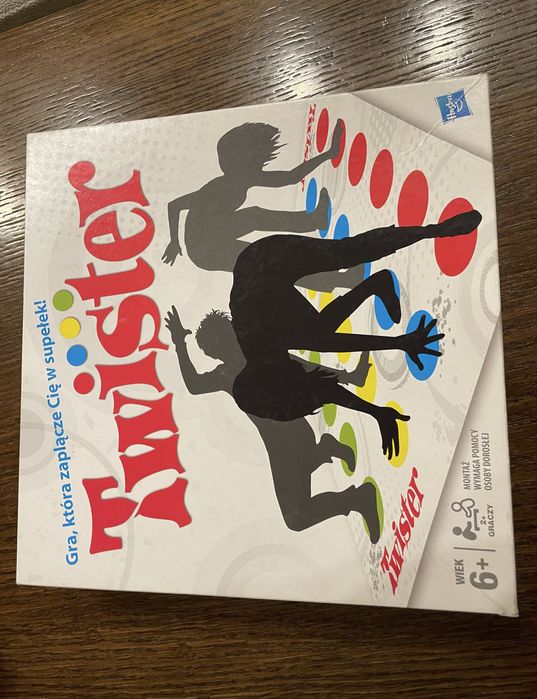 Gra, która zaplącze Cię w supełek!
Twister
Hasbro
Twister
WIEK
6+
2+
GRACZY
MONTAŻ
WYMAGA POMOCY
OSOBY DOROSŁEJ